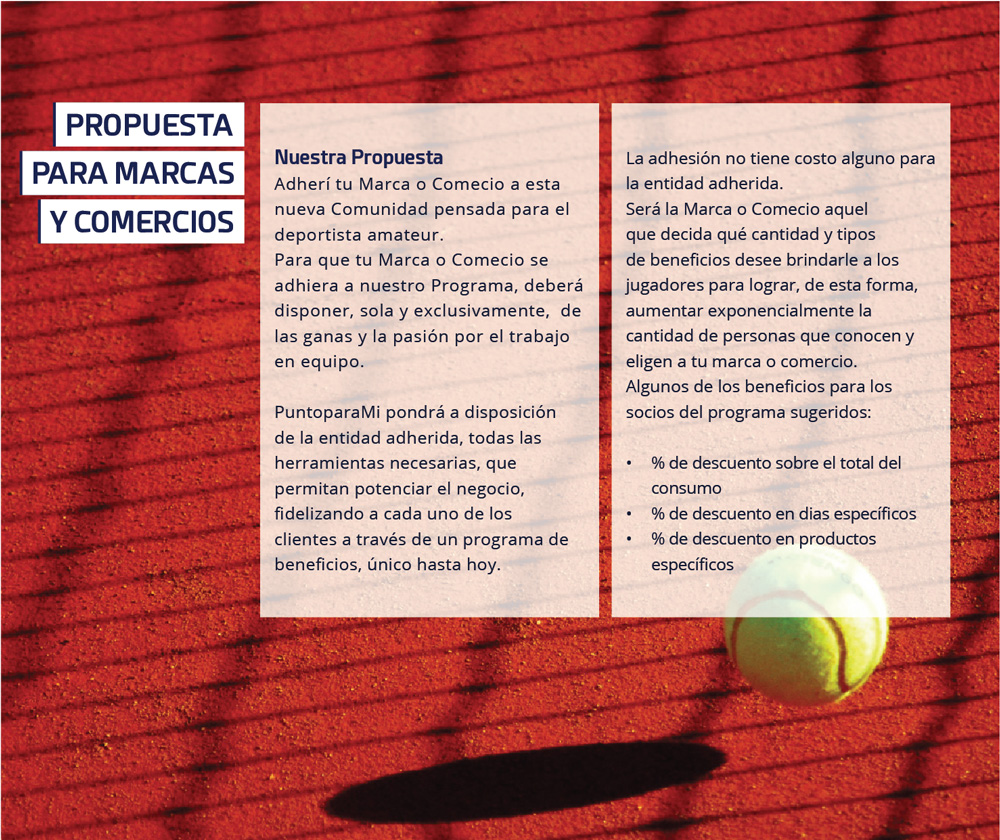 PROPUESTA
PARA MARCAS
Y COMERCIOS
Nuestra Propuesta
Adherí tu Marca o Comecio a esta
nueva Comunidad pensada para el
deportista amateur.
Para que tu Marca o Comecio se
adhiera a nuestro Programa, deberá
disponer, sola y exclusivamente,  de
las ganas y la pasión por el trabajo
en equipo.
PuntoparaMi pondrá a disposición
de la entidad adherida, todas las
herramientas necesarias, que
permitan potenciar el negocio,
fidelizando a cada uno de los
clientes a través de un programa de
beneficios, único hasta hoy.
La adhesión no tiene costo alguno para
la entidad adherida.
Será la Marca o Comecio aquel
que decida qué cantidad y tipos
de beneficios desee brindarle a los
jugadores para lograr, de esta forma,
aumentar exponencialmente la
cantidad de personas que conocen y
eligen a tu marca o comercio.
Algunos de los beneficios para los
socios del programa sugeridos:
• % de descuento sobre el total del
consumo
• % de descuento en dias específicos
• % de descuento en productos
específicos